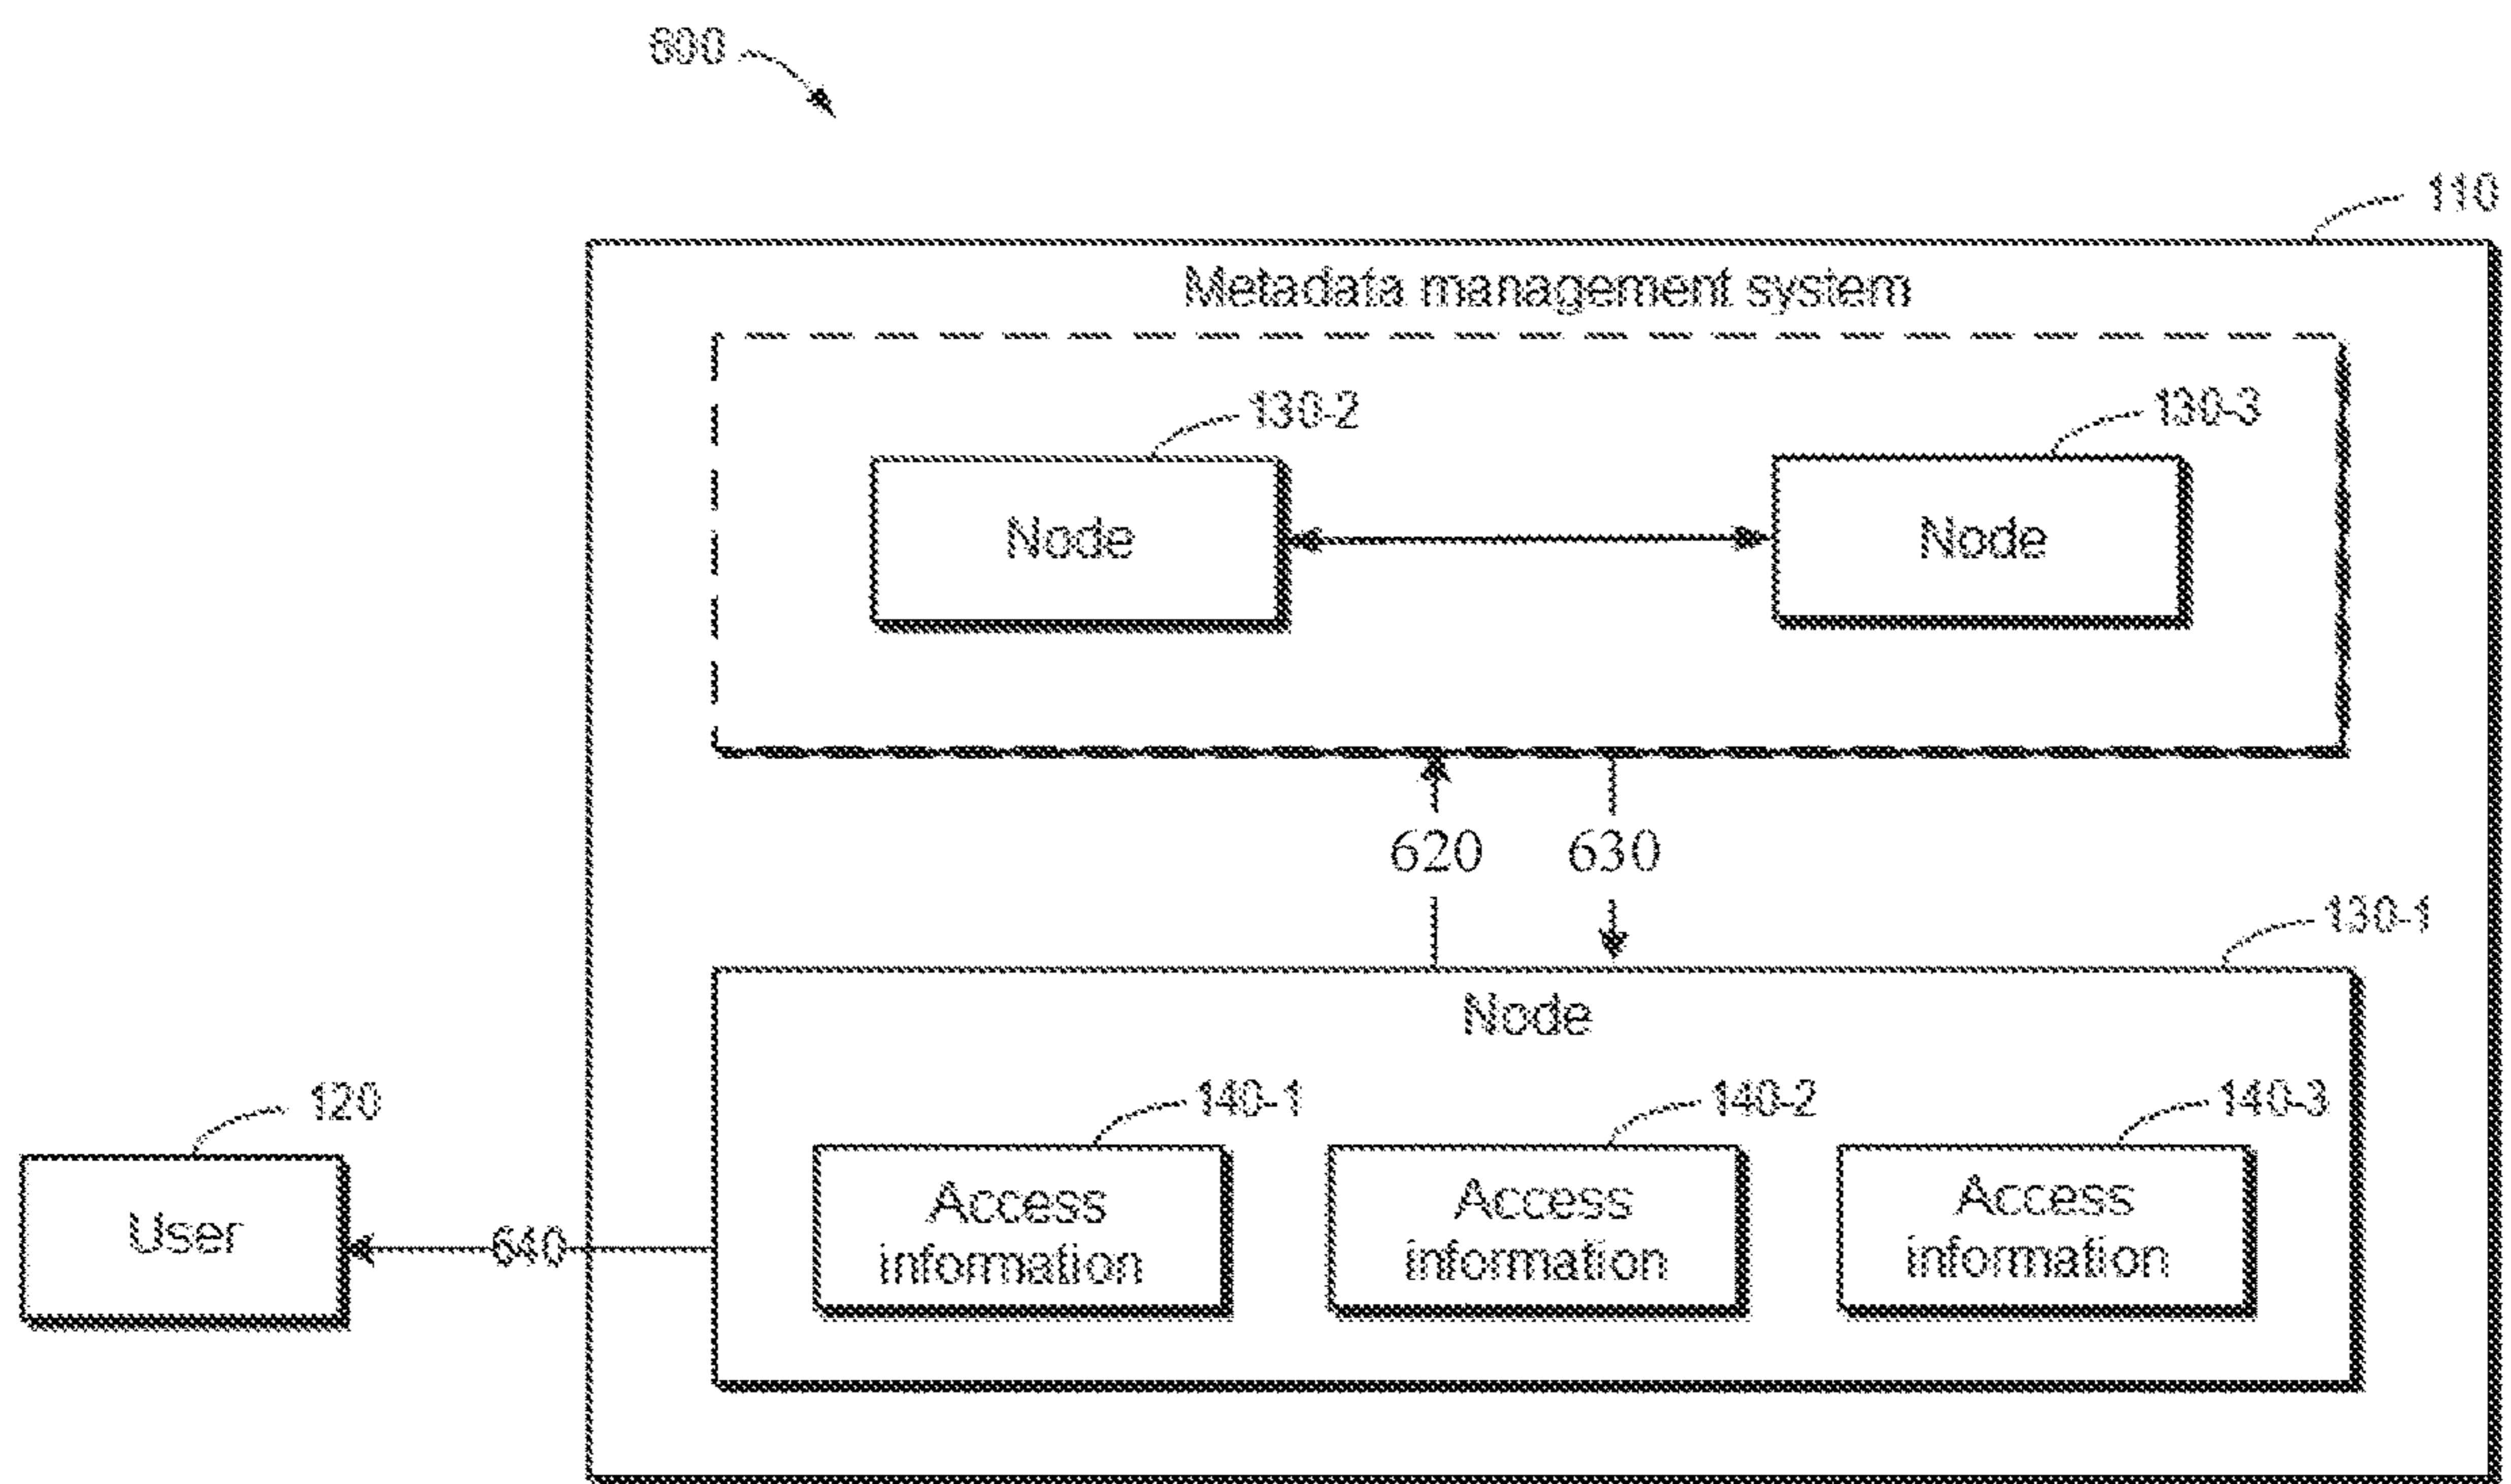 600
110
Metadata management system
130-2
130-3
Node
Node
620
630
130-1
Node
120
140-1
140-2
140-3
User
640
Access
information
Access
information
Access
information